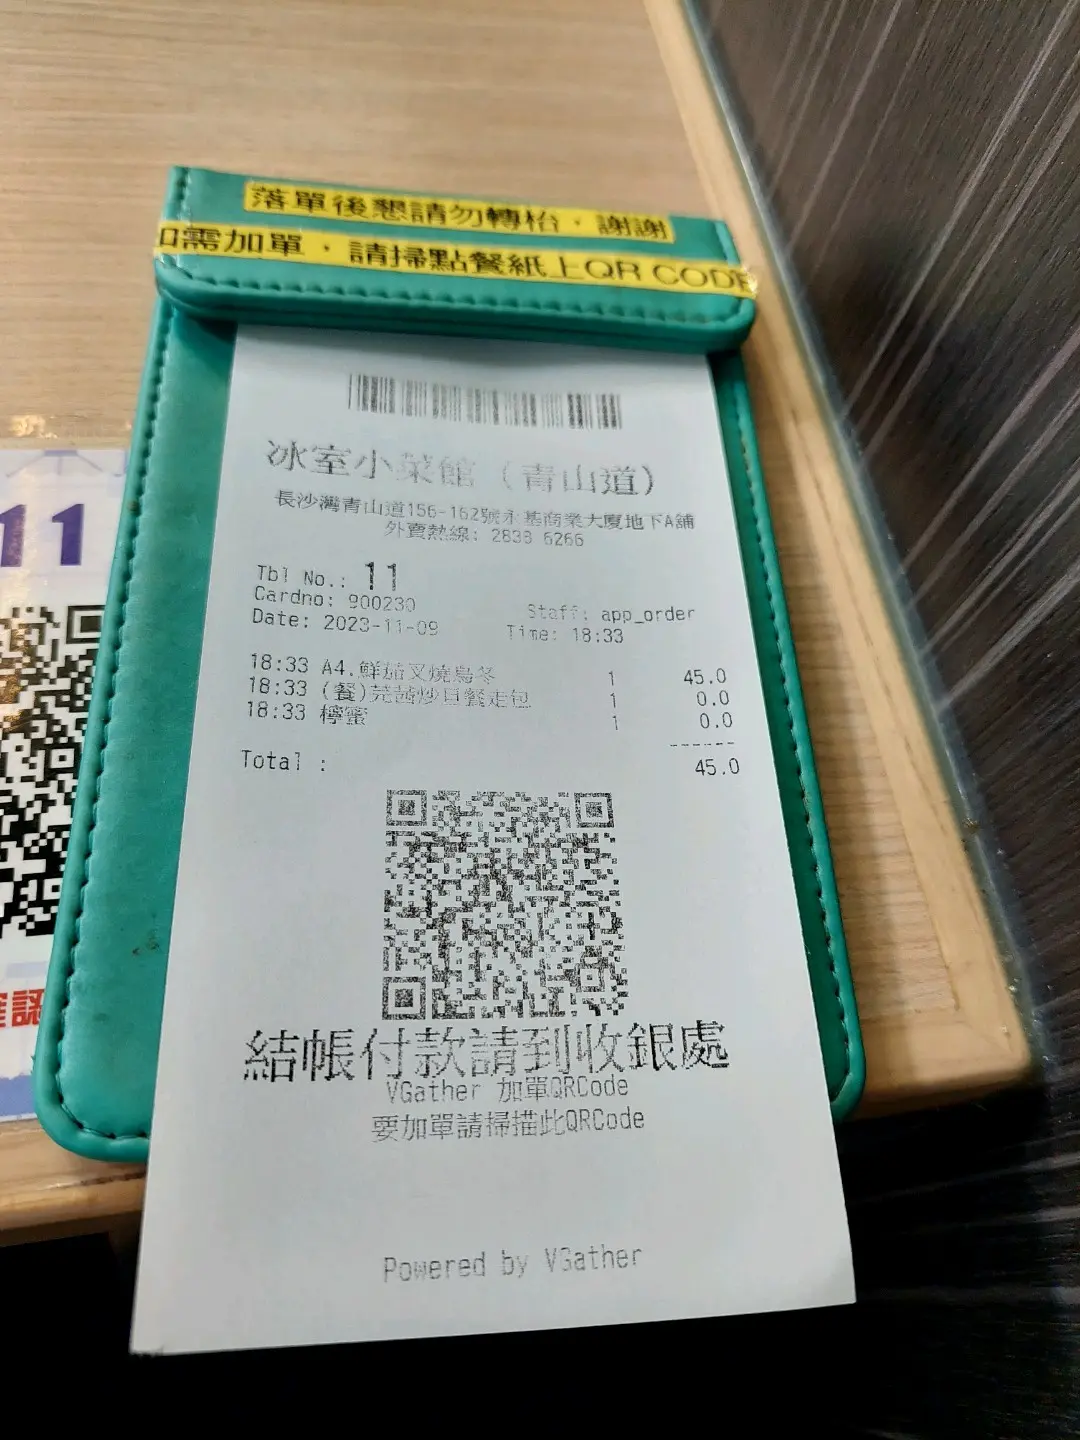 落單後懇請勿轉枱,謝謝
如需加單,請掃點餐紙上QR CODE
冰室小菜館(青山道)
長沙灣青山道156-162號永基商業大廈地下A舖
外賣熱線: 2838 6266
Tbl No.: 11
Cardno: 900230 Staff: app_order
Date: 2023-11-09 Time: 18:33
18:33 A4.鮮茄叉燒烏冬 1 45.0
18:33 (餐)芫茜炒旦餐走包 1 0.0
18:33 檸蜜 1 0.0
------
Total : 45.0
結帳付款請到收銀處
VGather 加單QRCode
要加單請掃描此QRCode
Powered by VGather
11
確認